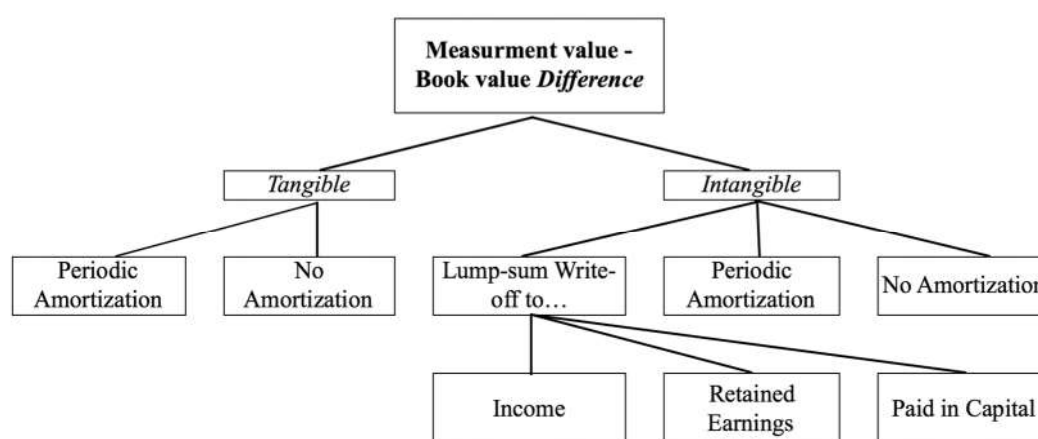 Measurment value -
Book value Difference
Tangible
Intangible
Periodic
Amortization
No
Amortization
Lump-sum Write-
off to…
Periodic
Amortization
No Amortization
Income
Retained
Earnings
Paid in Capital